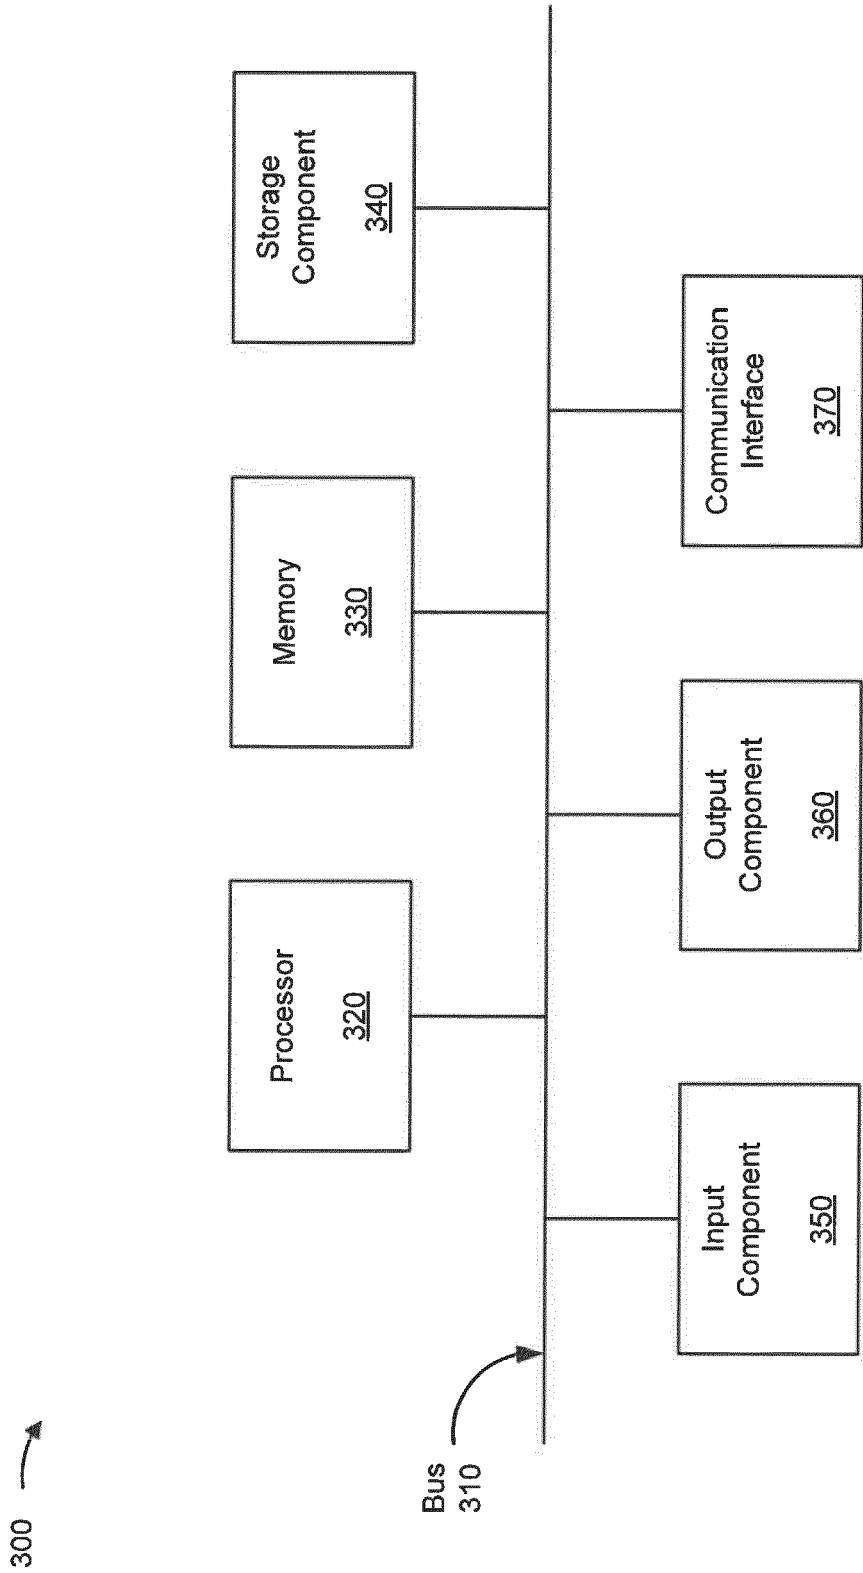 300
Processor
320
Memory
330
Storage
Component
340
Bus
310
Input
Component
350
Output
Component
360
Communication
Interface
370